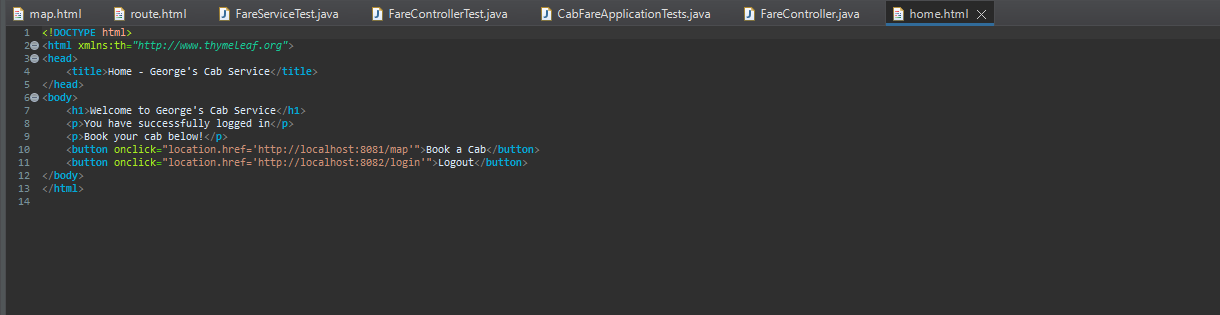 map.html route.html FareServiceTest.java FareControllerTest.java CabFareApplicationTests.java FareController.java home.html
1 <!DOCTYPE html>
2 <html xmlns:th="http://www.thymeleaf.org">
3 <head>
4     <title>Home - George's Cab Service</title>
5 </head>
6 <body>
7     <h1>Welcome to George's Cab Service</h1>
8     <p>You have successfully logged in</p>
9     <p>Book your cab below!</p>
10     <button onclick="location.href='http://localhost:8081/map'">Book a Cab</button>
11     <button onclick="location.href='http://localhost:8082/login'">Logout</button>
12 </body>
13 </html>
14